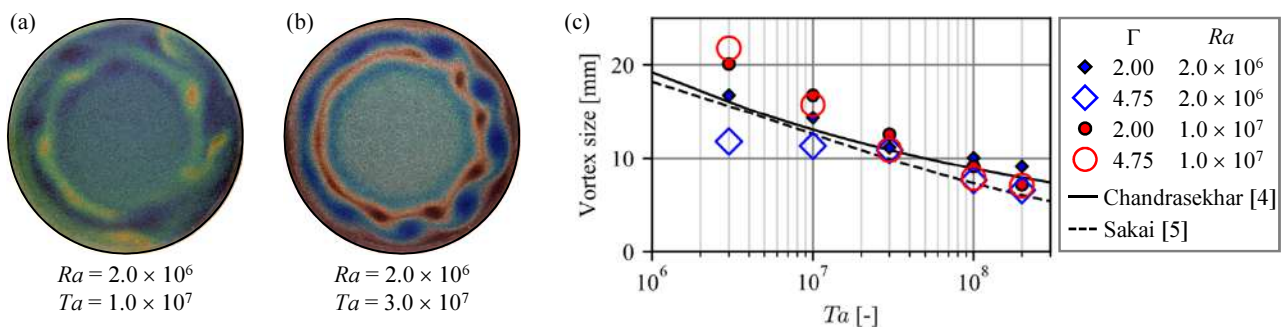 (a)
(b)
(c)
Ra = 2.0 × 10⁶
Ta = 1.0 × 10⁷
Ra = 2.0 × 10⁶
Ta = 3.0 × 10⁷
Vortex size [mm]
20
10
0
10⁶
10⁷
10⁸
Ta [-]
Γ Ra
2.00 2.0 × 10⁶
4.75 2.0 × 10⁶
2.00 1.0 × 10⁷
4.75 1.0 × 10⁷
Chandrasekhar [4]
Sakai [5]